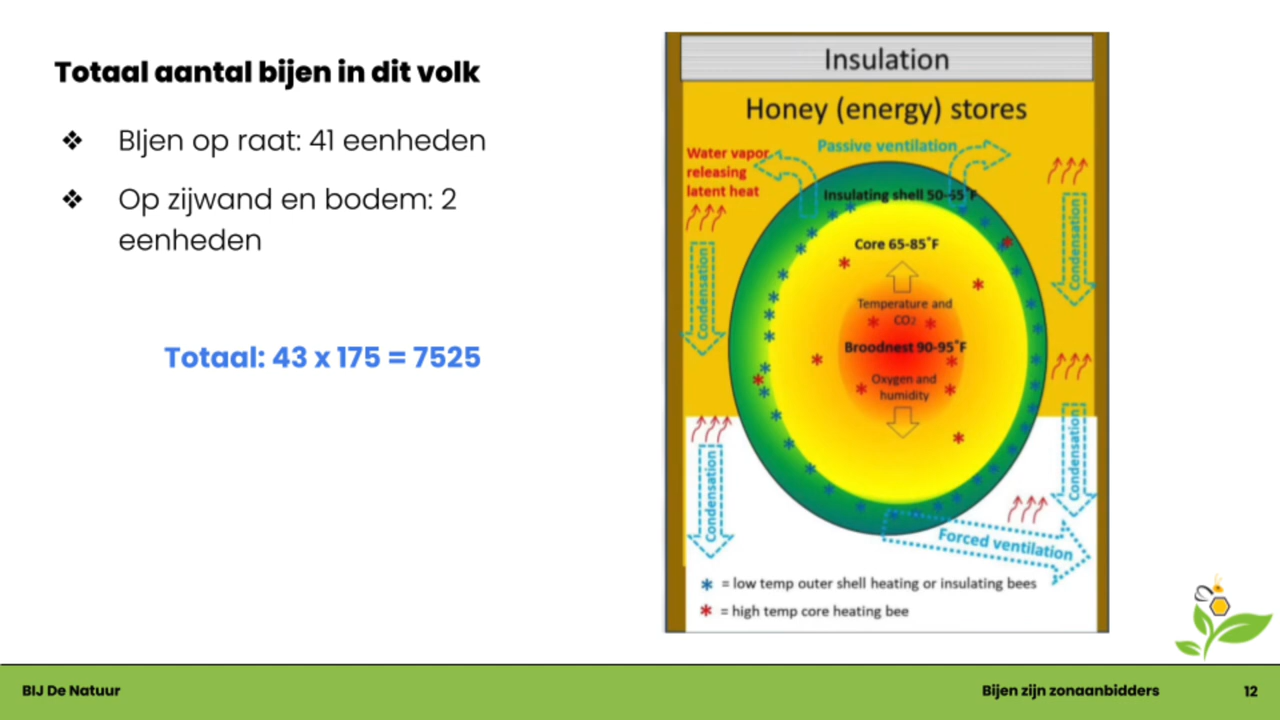 Totaal aantal bijen in dit volk
❖ BIjen op raat: 41 eenheden
❖ Op zijwand en bodem: 2
eenheden
Totaal: 43 x 175 = 7525
Insulation
Honey (energy) stores
Passive ventilation
Water vapor
releasing
latent heat
Insulating shell 50-65˚F
Core 65-85˚F
Temperature and
CO2
Broodnest 90-95˚F
Oxygen and
humidity
Condensation
Condensation
Condensation
Condensation
Forced ventilation
* = low temp outer shell heating or insulating bees
* = high temp core heating bee
BIJ De Natuur
Bijen zijn zonaanbidders
12